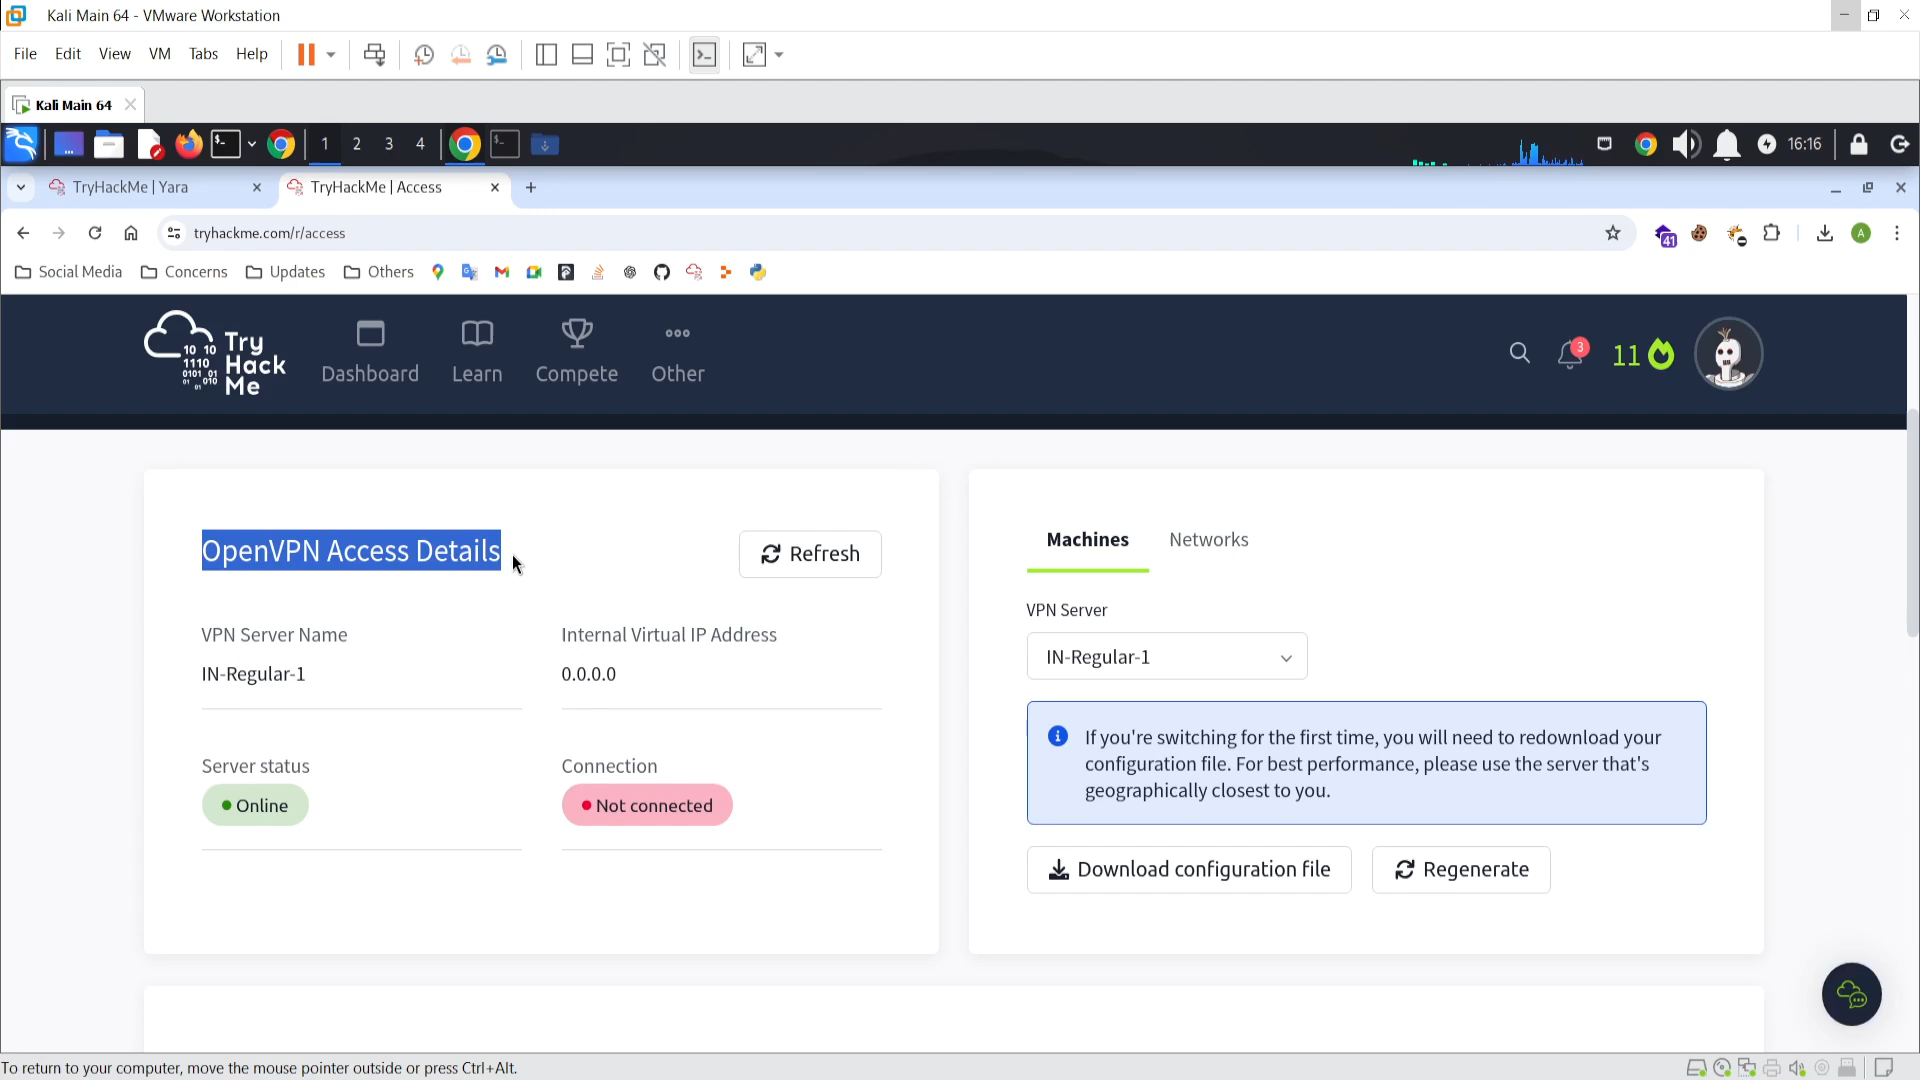 Kali Main 64 - VMware Workstation
File Edit View VM Tabs Help
Kali Main 64
1 2 3 4
16:16
TryHackMe | Yara
TryHackMe | Access
tryhackme.com/r/access
41
A
Social Media Concerns Updates Others
Try Hack Me
Dashboard Learn Compete Other
3
11
OpenVPN Access Details
Refresh
VPN Server Name
IN-Regular-1
Internal Virtual IP Address
0.0.0.0
Server status
Online
Connection
Not connected
Machines Networks
VPN Server
IN-Regular-1
If you're switching for the first time, you will need to redownload your
configuration file. For best performance, please use the server that's
geographically closest to you.
Download configuration file
Regenerate
To return to your computer, move the mouse pointer outside or press Ctrl+Alt.